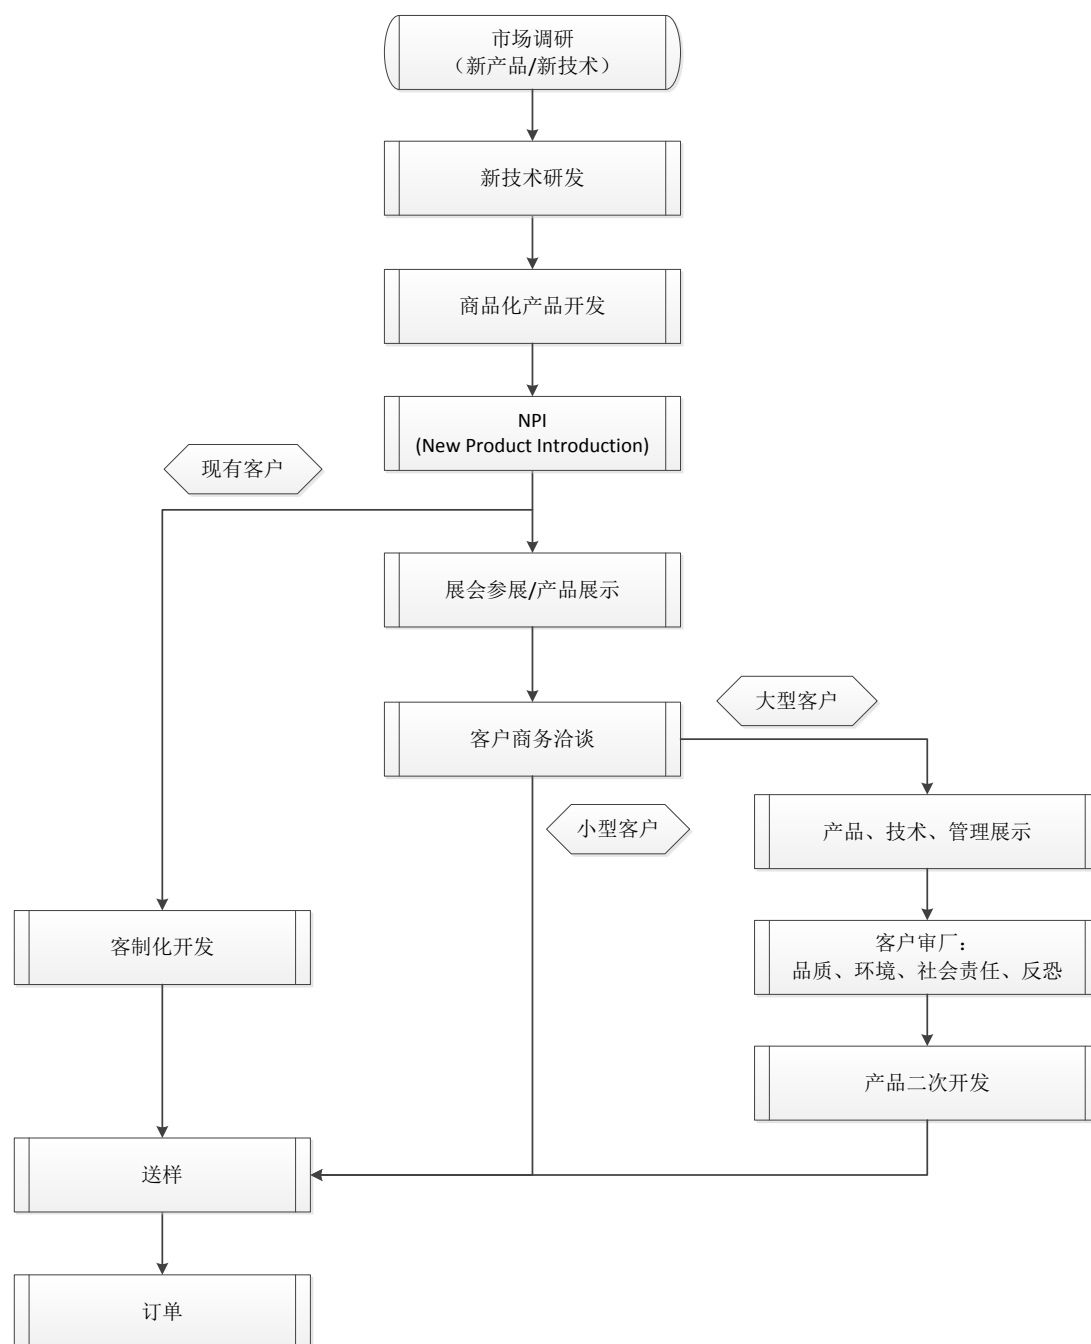 市场调研
（新产品/新技术）
新技术研发
商品化产品开发
NPI
(New Product Introduction)
现有客户
展会参展/产品展示
大型客户
客户商务洽谈
小型客户
产品、技术、管理展示
客户审厂：
品质、环境、社会责任、反恐
客制化开发
产品二次开发
送样
订单